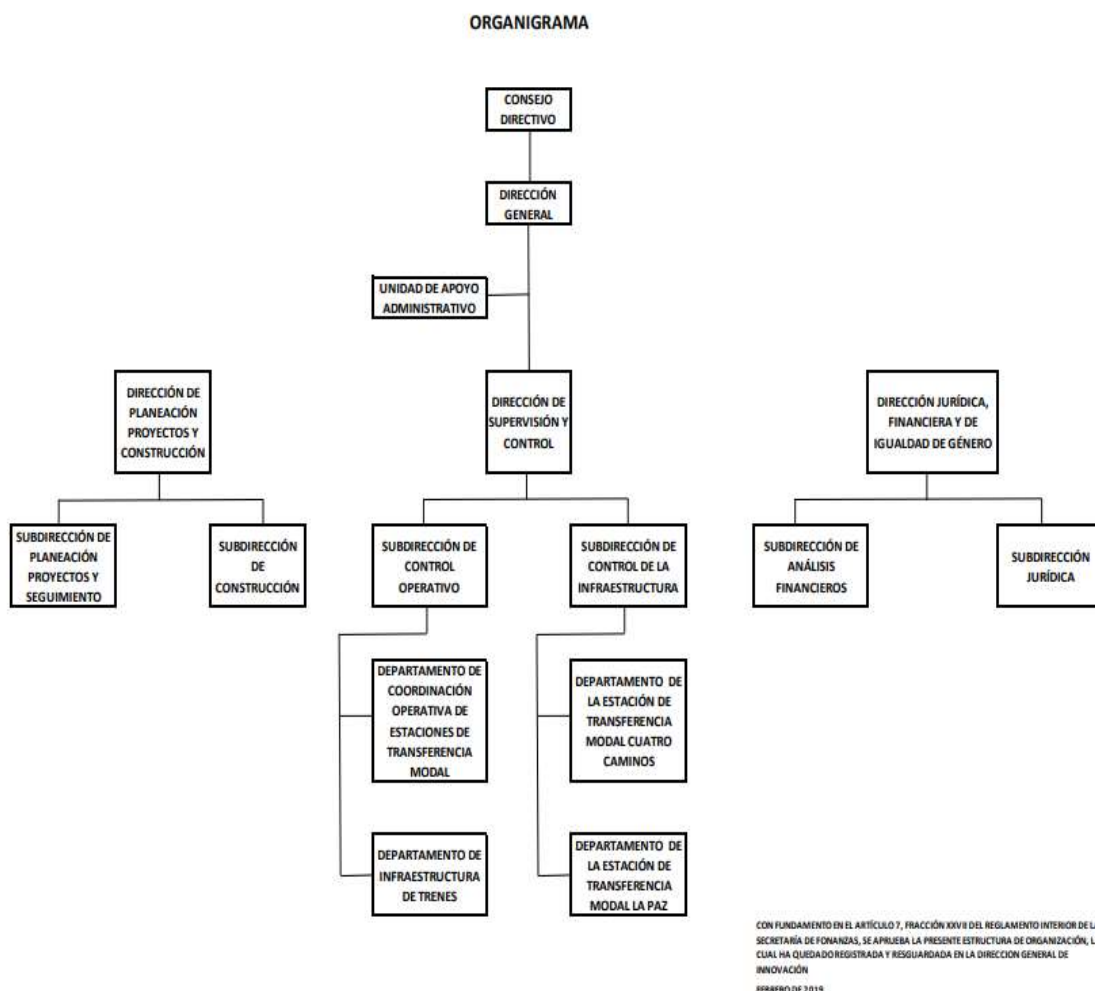 ORGANIGRAMA
CONSEJO
DIRECTIVO
DIRECCIÓN
GENERAL
UNIDAD DE APOYO
ADMINISTRATIVO
DIRECCIÓN DE
PLANEACIÓN
PROYECTOS Y
CONSTRUCCIÓN
DIRECCIÓN DE
SUPERVISIÓN Y
CONTROL
DIRECCIÓN JURÍDICA,
FINANCIERA Y DE
IGUALDAD DE GÉNERO
SUBDIRECCIÓN DE
PLANEACIÓN
PROYECTOS Y
SEGUIMIENTO
SUBDIRECCIÓN
DE
CONSTRUCCIÓN
SUBDIRECCIÓN DE
CONTROL
OPERATIVO
SUBDIRECCIÓN DE
CONTROL DE LA
INFRAESTRUCTURA
SUBDIRECCIÓN DE
ANÁLISIS
FINANCIEROS
SUBDIRECCIÓN
JURÍDICA
DEPARTAMENTO DE
COORDINACIÓN
OPERATIVA DE
ESTACIONES DE
TRANSFERENCIA
MODAL
DEPARTAMENTO DE
LA ESTACIÓN DE
TRANSFERENCIA
MODAL CUATRO
CAMINOS
DEPARTAMENTO DE
INFRAESTRUCTURA
DE TRENES
DEPARTAMENTO DE
LA ESTACIÓN DE
TRANSFERENCIA
MODAL LA PAZ
CON FUNDAMENTO EN EL ARTÍCULO 7, FRACCIÓN XXVII DEL REGLAMENTO INTERIOR DE LA
SECRETARÍA DE FONANZAS, SE APRUEBA LA PRESENTE ESTRUCTURA DE ORGANIZACIÓN, L
CUAL HA QUEDADO REGISTRADA Y RESGUARDADA EN LA DIRECCION GENERAL DE
INNOVACIÓN
FEBRERO DE 2019